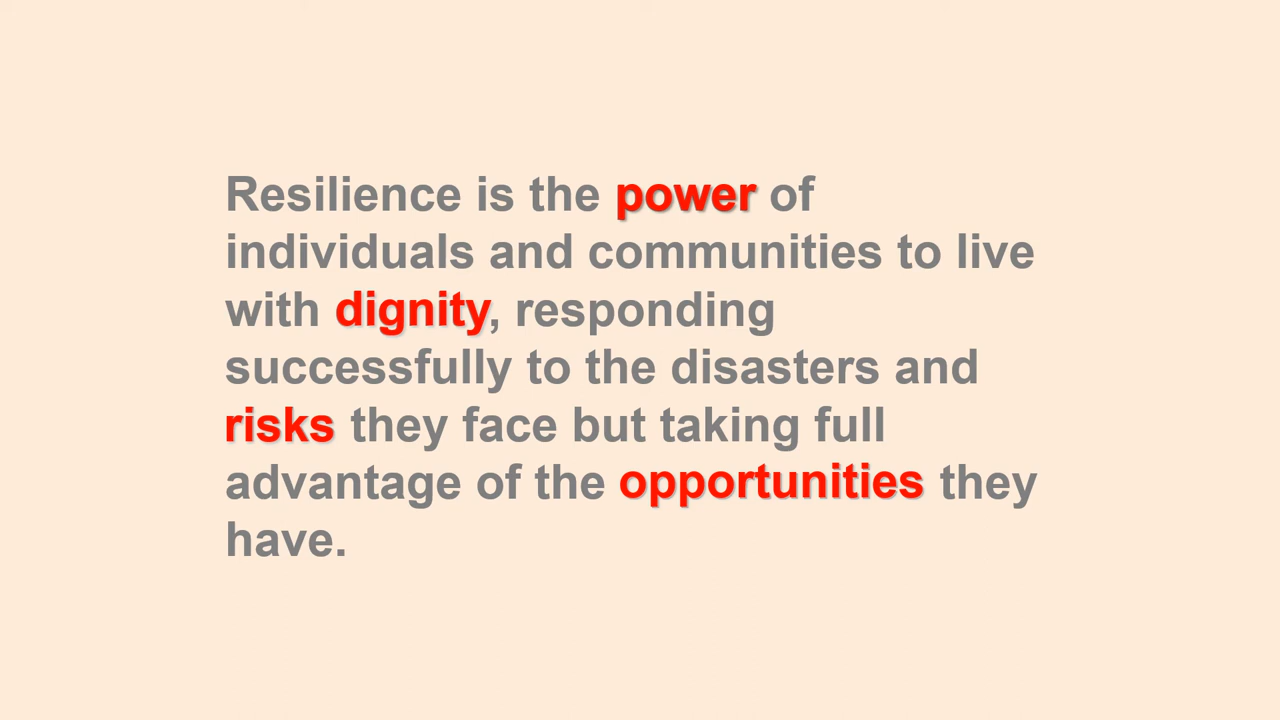 Resilience is the power of
individuals and communities to live
with dignity, responding
successfully to the disasters and
risks they face but taking full
advantage of the opportunities they
have.